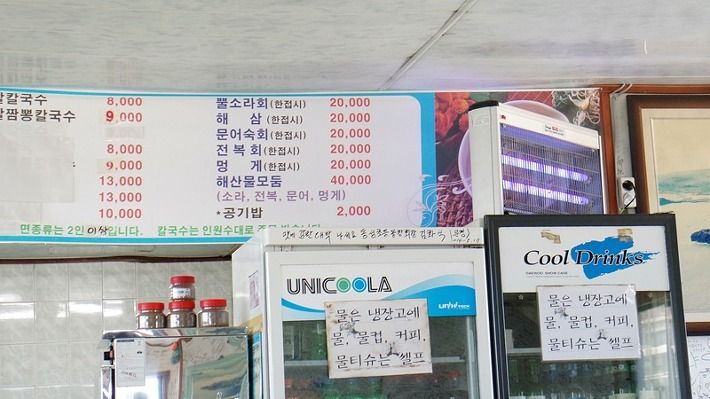 칼국수 8,000
짬뽕칼국수 9,000
8,000
9,000
13,000
13,000
10,000
면종류는 2인 이상입니다. 칼국수는 인원수대로
뿔소라회(한접시) 20,000
해 삼(한접시) 20,000
문어숙회(한접시) 20,000
전복회(한접시) 20,000
멍 게(한접시) 20,000
해산물모둠 40,000
(소라, 전복, 문어, 멍게)
*공기밥 2,000
UNICOOLA
물은 냉장고에
물, 물컵, 커피,
물티슈는 셀프
Cool Drinks
DAEWOO SHOW CASE
물은 냉장고에
물, 물컵, 커피,
물티슈는 셀프